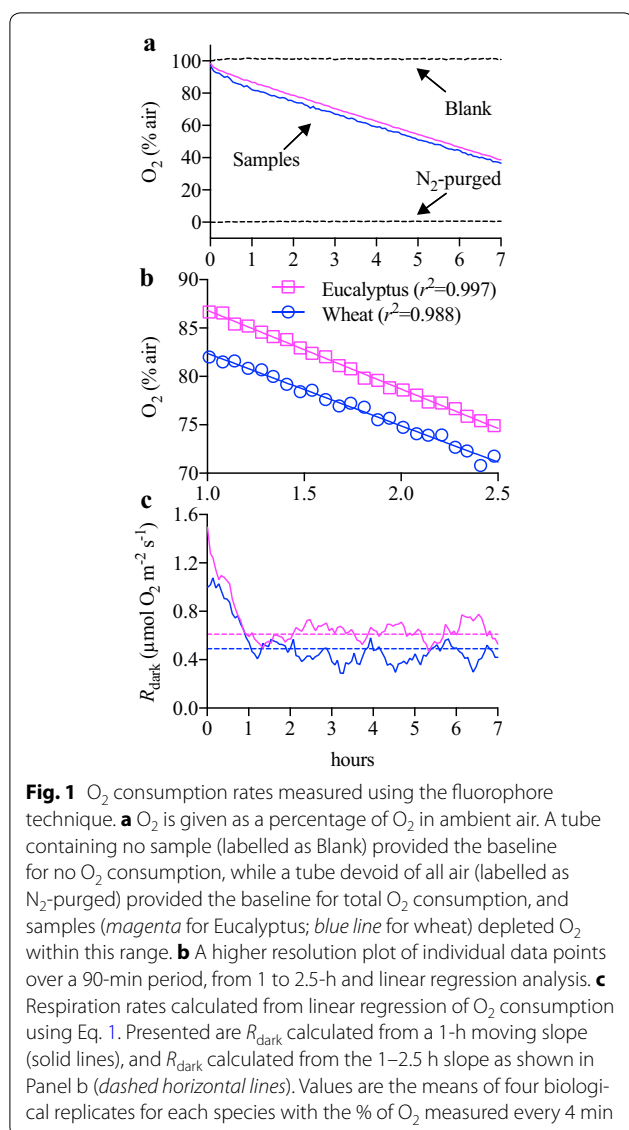 a
100
80
60
40
20
0
O₂ (% air)
Blank
Samples
N₂-purged
0 1 2 3 4 5 6 7
b
90
85
80
75
70
O₂ (% air)
Eucalyptus (r²=0.997)
Wheat (r²=0.988)
1.0 1.5 2.0 2.5
c
1.6
1.2
0.8
0.4
0.0
R_dark (µmol O₂ m⁻² s⁻¹)
0 1 2 3 4 5 6 7
hours
Fig. 1 O₂ consumption rates measured using the fluorophore
technique. a O₂ is given as a percentage of O₂ in ambient air. A tube
containing no sample (labelled as Blank) provided the baseline
for no O₂ consumption, while a tube devoid of all air (labelled as
N₂-purged) provided the baseline for total O₂ consumption, and
samples (magenta for Eucalyptus; blue line for wheat) depleted O₂
within this range. b A higher resolution plot of individual data points
over a 90-min period, from 1 to 2.5-h and linear regression analysis. c
Respiration rates calculated from linear regression of O₂ consumption
using Eq. 1. Presented are R_dark calculated from a 1-h moving slope
(solid lines), and R_dark calculated from the 1–2.5 h slope as shown in
Panel b (dashed horizontal lines). Values are the means of four biologi-
cal replicates for each species with the % of O₂ measured every 4 min